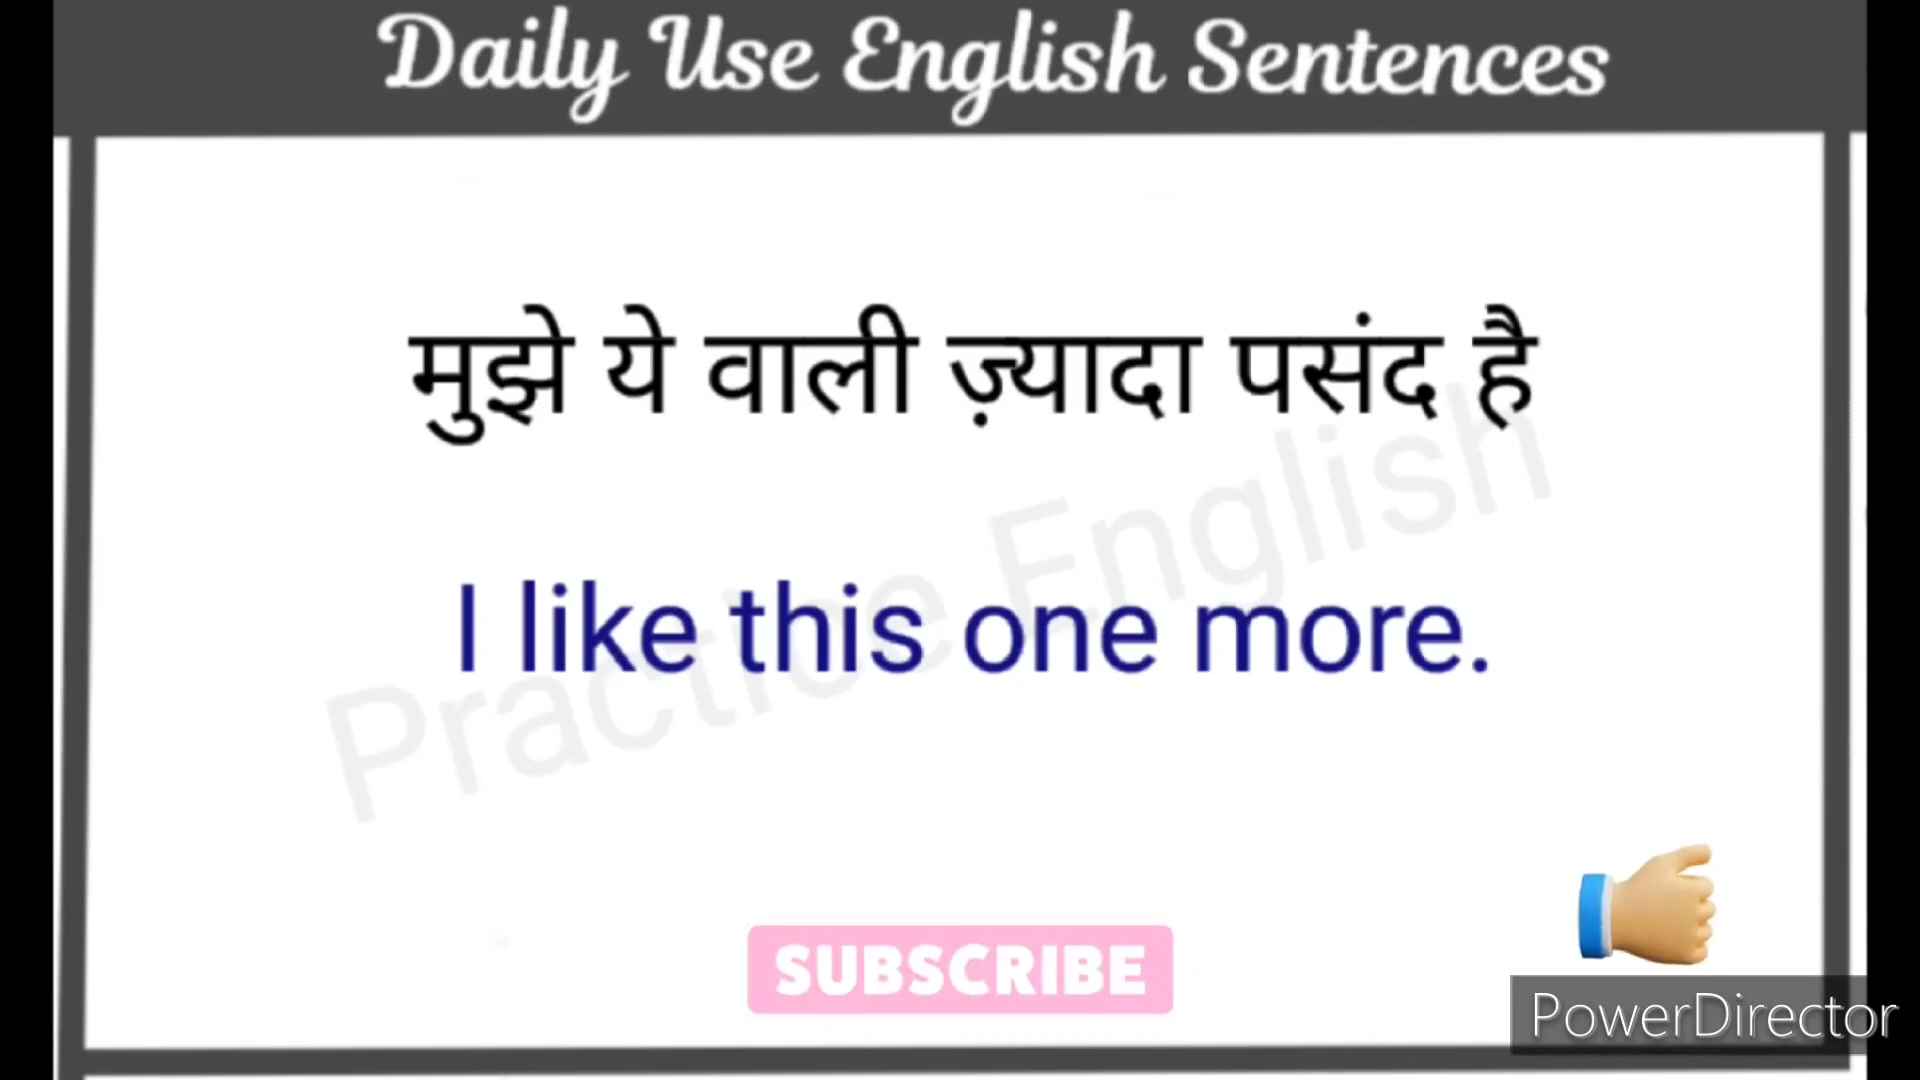 Daily Use English Sentences
मुझे ये वाली ज़्यादा पसंद है
I like this one more.
Practice English
SUBSCRIBE
PowerDirector